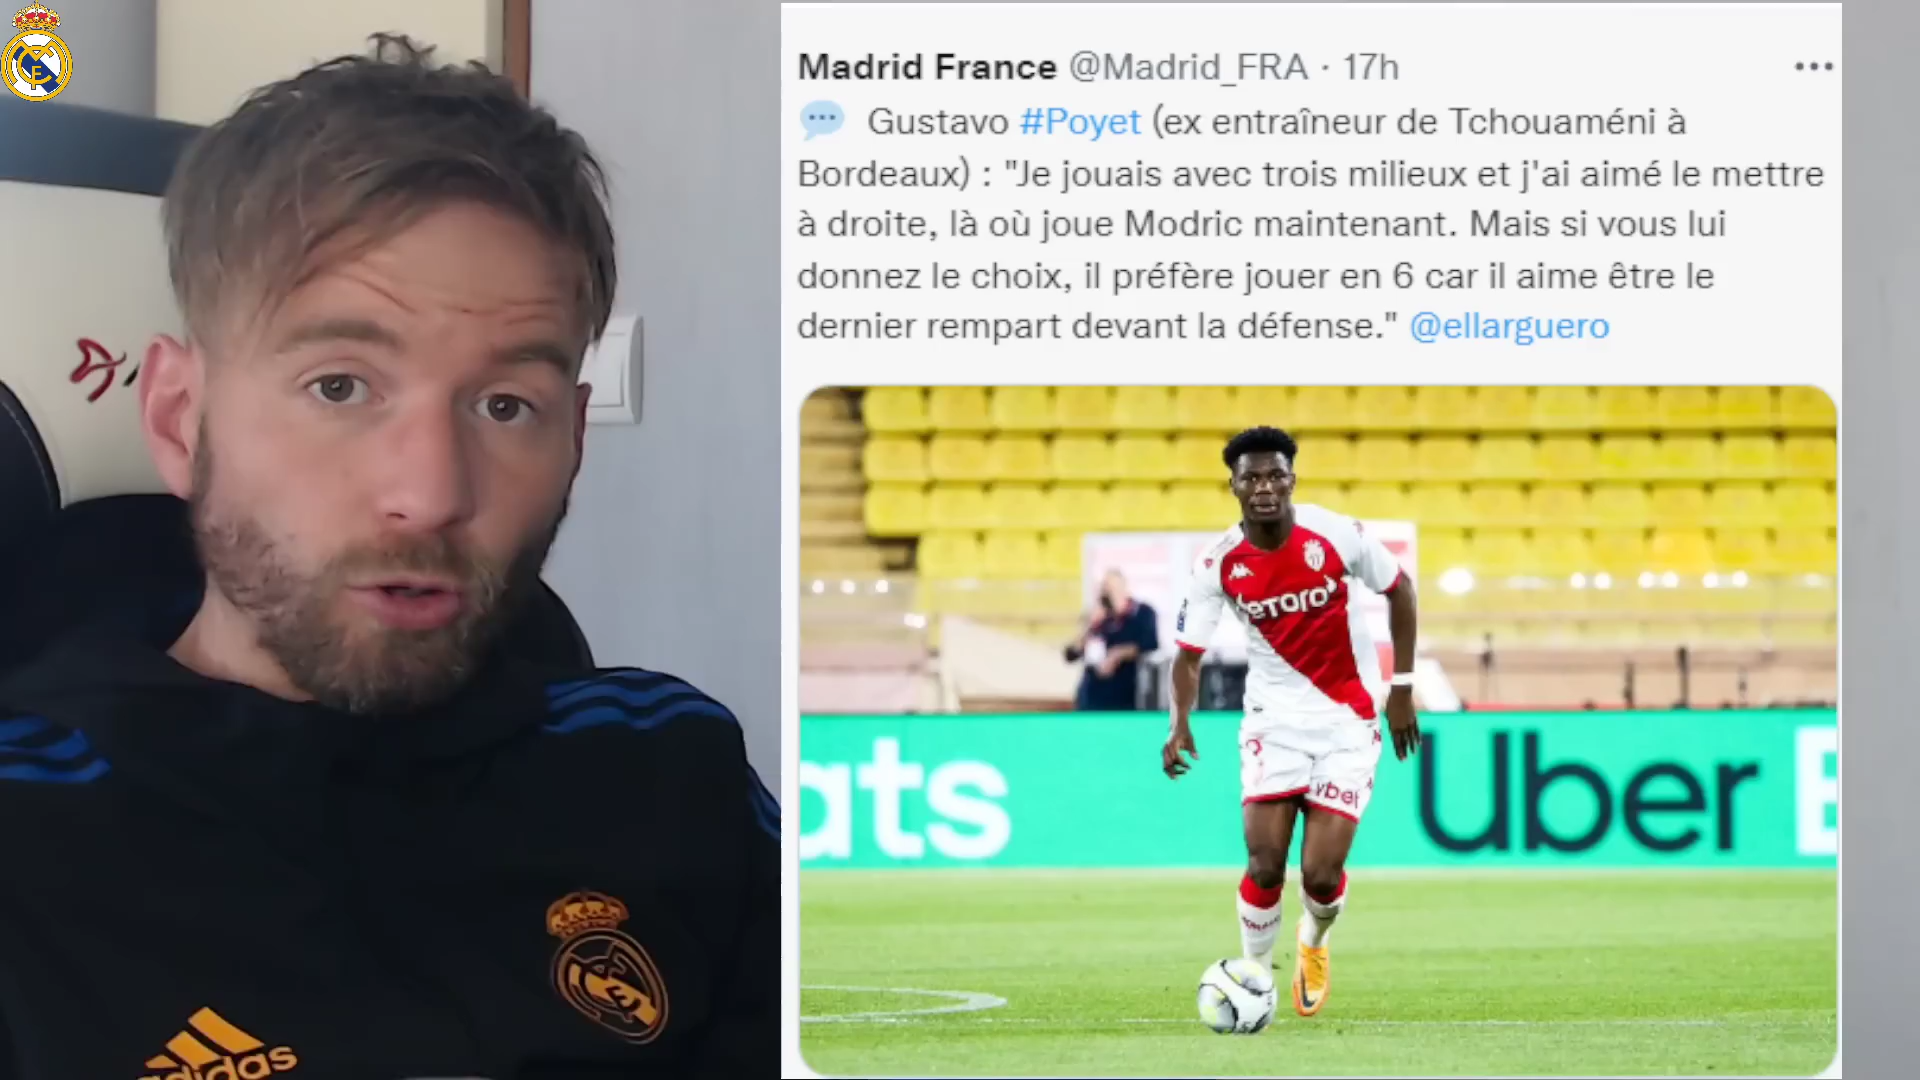 Madrid France @Madrid_FRA · 17h
Gustavo #Poyet (ex entraîneur de Tchouaméni à
Bordeaux) : "Je jouais avec trois milieux et j'ai aimé le mettre
à droite, là où joue Modric maintenant. Mais si vous lui
donnez le choix, il préfère jouer en 6 car il aime être le
dernier rempart devant la défense." @ellarguero
eToro
ats
Uber E
adidas